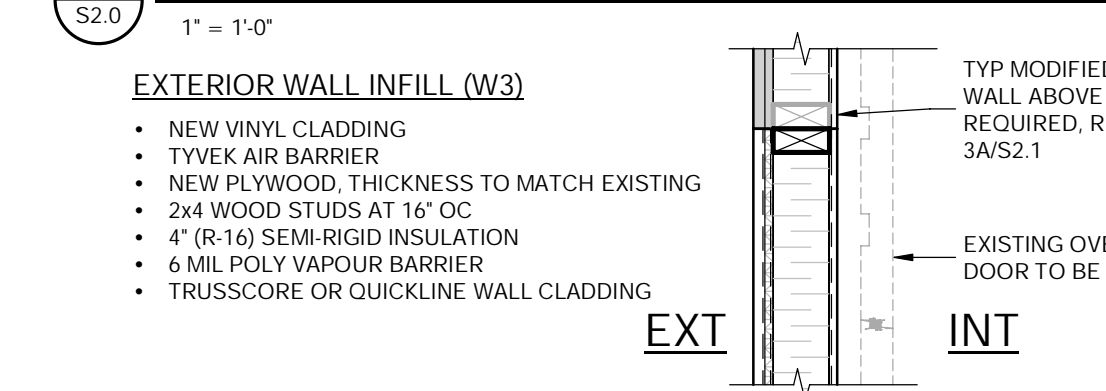 S2.0
1" = 1'-0"
EXTERIOR WALL INFILL (W3)
• NEW VINYL CLADDING
• TYVEK AIR BARRIER
• NEW PLYWOOD, THICKNESS TO MATCH EXISTING
• 2x4 WOOD STUDS AT 16" OC
• 4" (R-16) SEMI-RIGID INSULATION
• 6 MIL POLY VAPOUR BARRIER
• TRUSSCORE OR QUICKLINE WALL CLADDING
TYP MODIFIED
WALL ABOVE
REQUIRED, R
3A/S2.1
EXISTING OVE
DOOR TO BE
EXT
INT